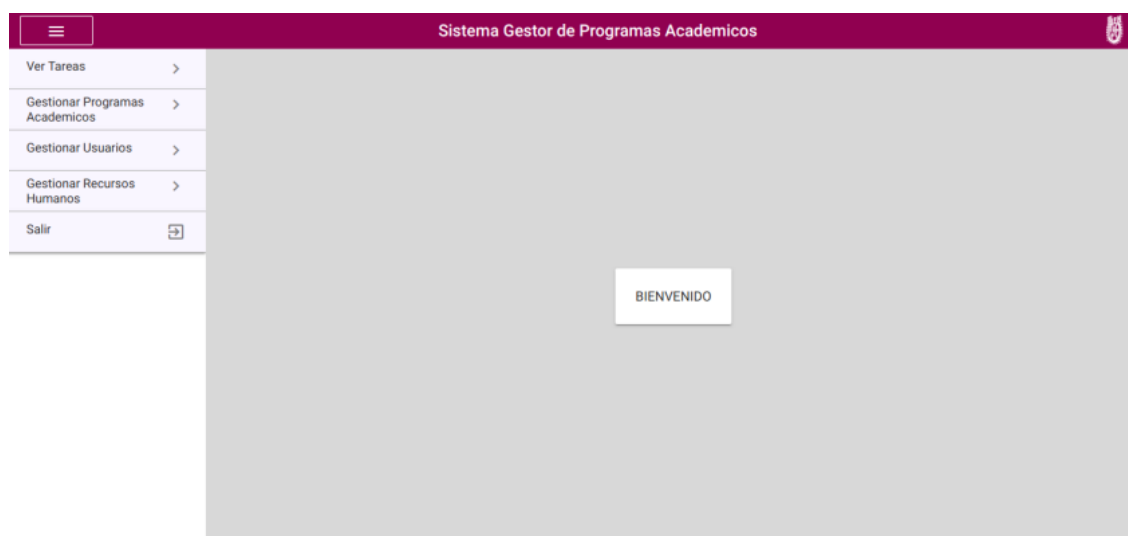 Sistema Gestor de Programas Academicos
Ver Tareas
Gestionar Programas
Academicos
Gestionar Usuarios
Gestionar Recursos
Humanos
Salir
BIENVENIDO